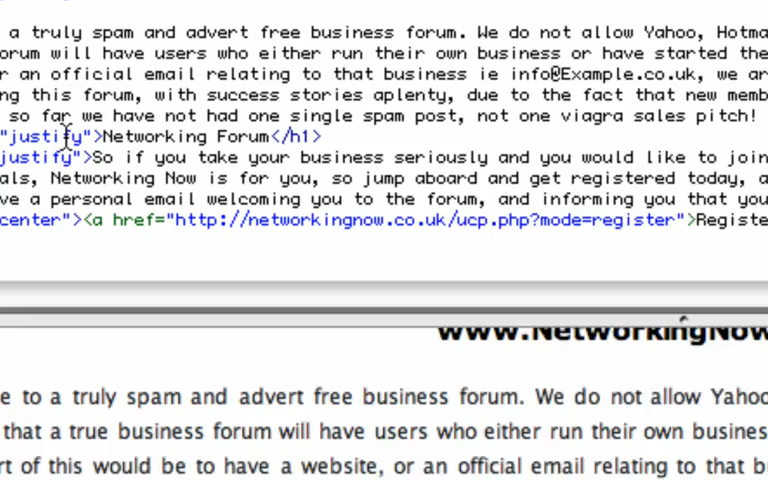 a truly spam and advert free business forum. We do not allow Yahoo, Hotma
orum will have users who either run their own business or have started the
r an official email relating to that business ie info@Example.co.uk, we ar
ng this forum, with success stories aplenty, due to the fact that new memb
so far we have not had one single spam post, not one viagra sales pitch!
"justify">Networking Forum</h1>
justify">So if you take your business seriously and you would like to join
als, Networking Now is for you, so jump aboard and get registered today, a
ve a personal email welcoming you to the forum, and informing you that you
center"><a href="http://networkingnow.co.uk/ucp.php?mode=register">Registe
www.NetworkingNow
e to a truly spam and advert free business forum. We do not allow Yahoo
that a true business forum will have users who either run their own busines
rt of this would be to have a website, or an official email relating to that b